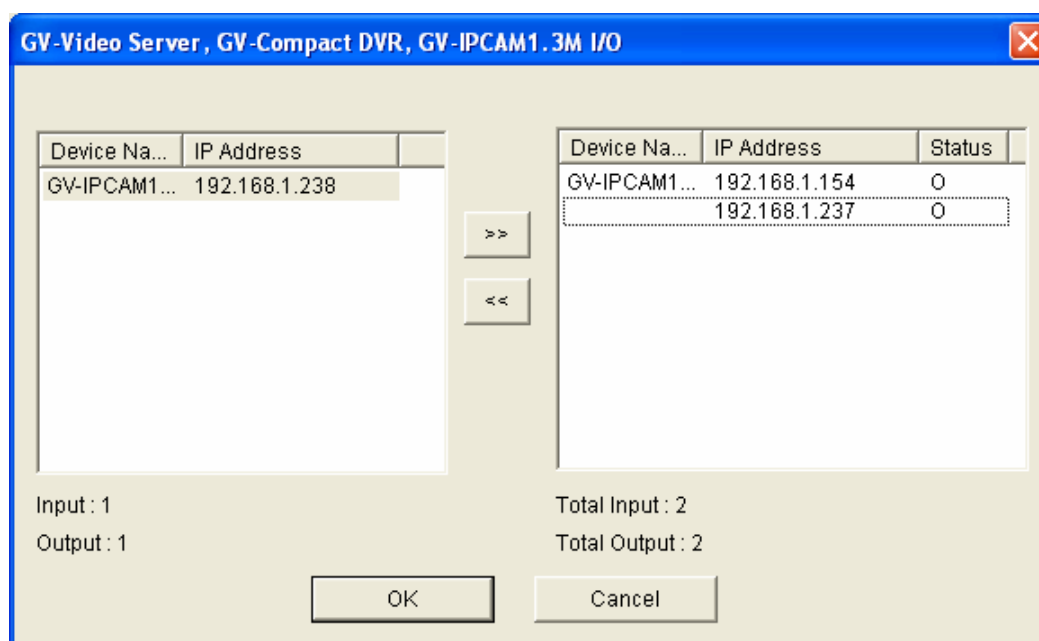 GV-Video Server, GV-Compact DVR, GV-IPCAM1.3M I/O
Device Na... IP Address
GV-IPCAM1... 192.168.1.238
>>
<<
Device Na... IP Address Status
GV-IPCAM1... 192.168.1.154 O
192.168.1.237 O
Input : 1
Output : 1
Total Input : 2
Total Output : 2
OK
Cancel